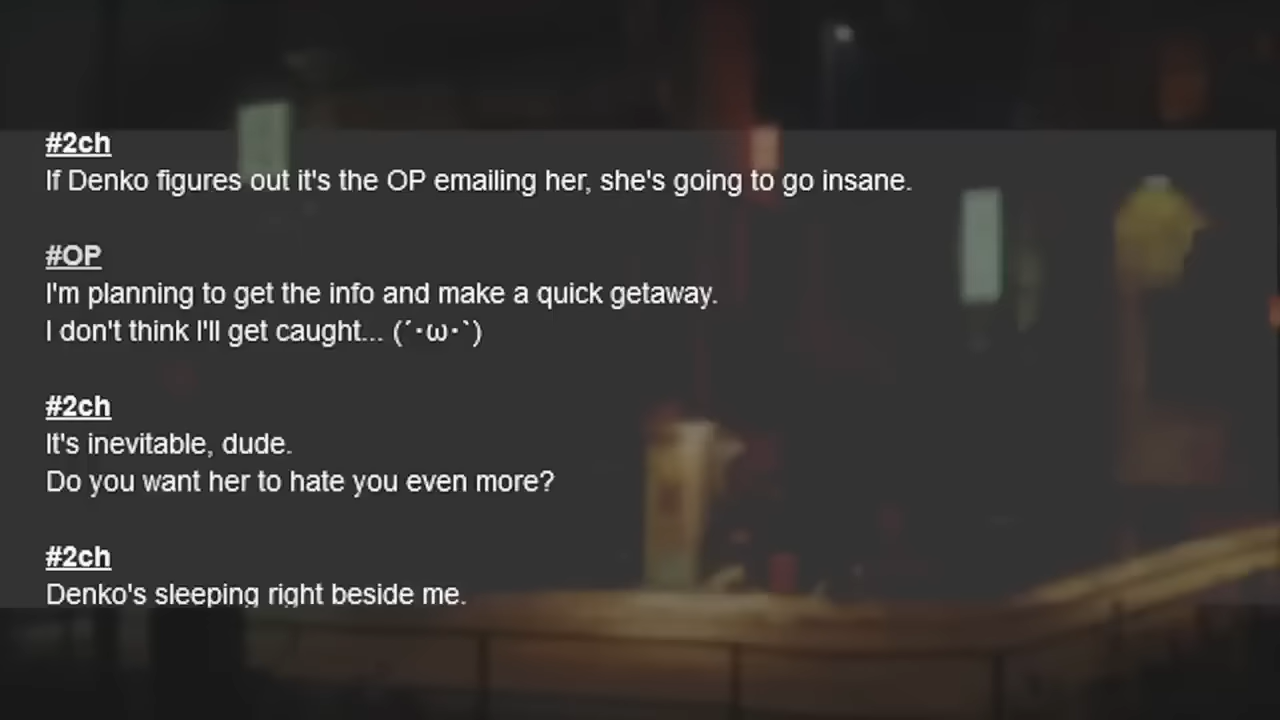 #2ch
If Denko figures out it's the OP emailing her, she's going to go insane.
#OP
I'm planning to get the info and make a quick getaway.
I don't think I'll get caught... (´･ω･`)
#2ch
It's inevitable, dude.
Do you want her to hate you even more?
#2ch
Denko's sleeping right beside me.